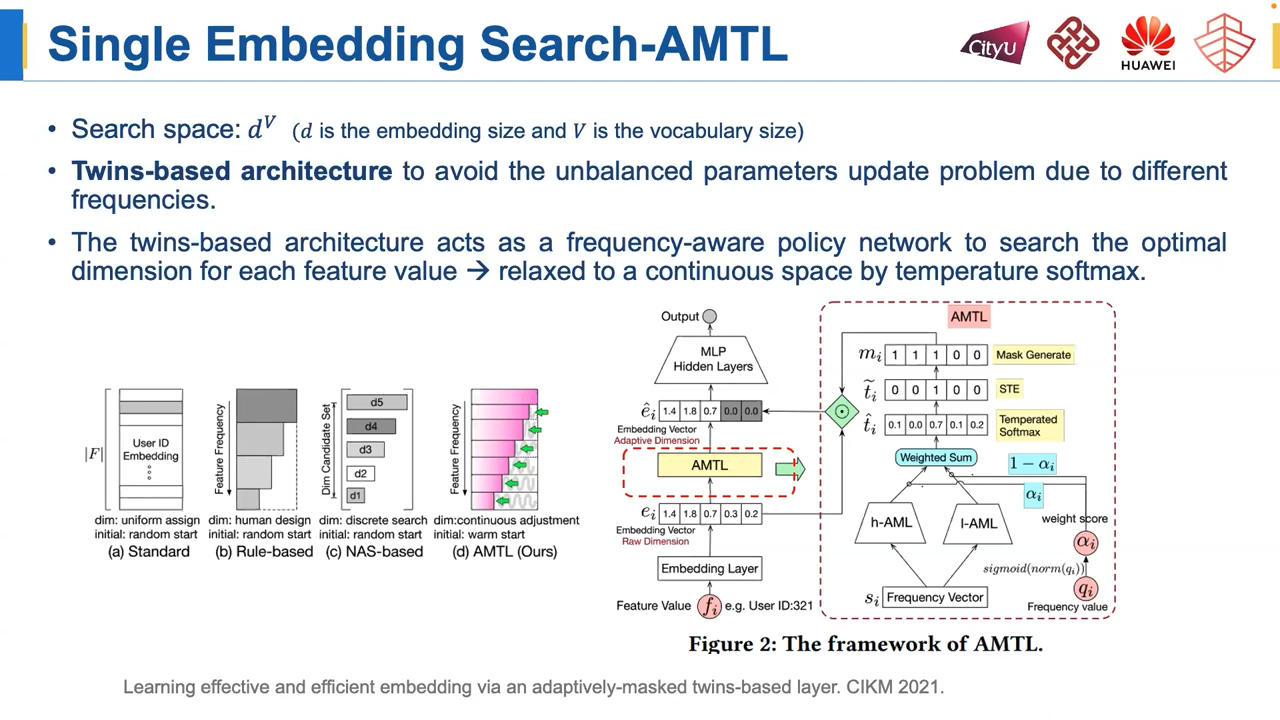 Single Embedding Search-AMTL
CityU
HUAWEI
• Search space: d^V (d is the embedding size and V is the vocabulary size)
• Twins-based architecture to avoid the unbalanced parameters update problem due to different
frequencies.
• The twins-based architecture acts as a frequency-aware policy network to search the optimal
dimension for each feature value → relaxed to a continuous space by temperature softmax.
|F|
User ID
Embedding
dim: uniform assign
initial: random start
(a) Standard
Feature Frequency
dim: human design
initial: random start
(b) Rule-based
Dim Candidate Set
d5
d4
d3
d2
d1
dim: discrete search
initial: random start
(c) NAS-based
Feature Frequency
dim:continuous adjustment
initial: warm start
(d) AMTL (Ours)
Output
MLP
Hidden Layers
ê_i 1.4 1.8 0.7 0.0 0.0
Embedding Vector
Adaptive Dimension
AMTL
e_i 1.4 1.8 0.7 0.3 0.2
Embedding Vector
Raw Dimension
Embedding Layer
Feature Value f_i e.g. User ID:321
AMTL
m_i 1 1 1 0 0 Mask Generate
t̃_i 0 0 1 0 0 STE
t̂_i 0.1 0.0 0.7 0.1 0.2 Temperated
Softmax
Weighted Sum
1 − α_i
α_i
h-AML
l-AML
weight score
α_i
sigmoid(norm(q_i))
s_i Frequency Vector
q_i
Frequency value
Figure 2: The framework of AMTL.
Learning effective and efficient embedding via an adaptively-masked twins-based layer. CIKM 2021.